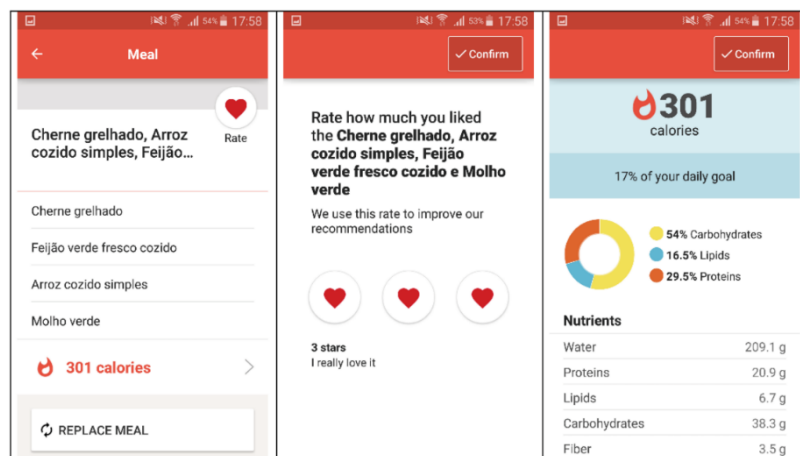 54% 17:58
Meal
Cherne grelhado, Arroz
cozido simples, Feijão...
Rate
Cherne grelhado
Feijão verde fresco cozido
Arroz cozido simples
Molho verde
301 calories
REPLACE MEAL
53% 17:58
Confirm
Rate how much you liked
the Cherne grelhado, Arroz
cozido simples, Feijão
verde fresco cozido e Molho
verde
We use this rate to improve our
recommendations
3 stars
I really love it
54% 17:58
Confirm
301
calories
17% of your daily goal
54% Carbohydrates
16.5% Lipids
29.5% Proteins
Nutrients
Water 209.1 g
Proteins 20.9 g
Lipids 6.7 g
Carbohydrates 38.3 g
Fiber 3.5 g